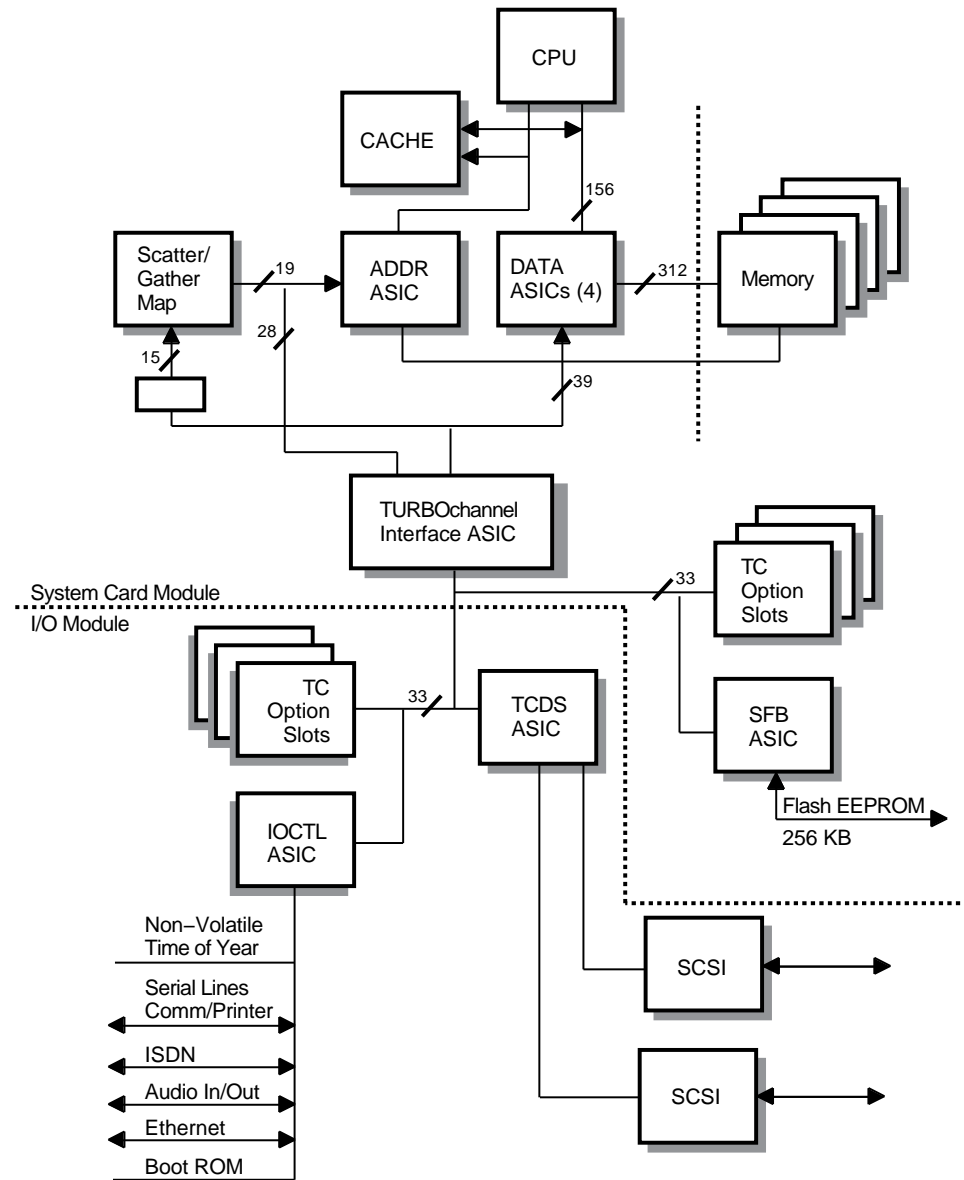 CPU
CACHE
156
Scatter/
Gather
Map
19
ADDR
ASIC
DATA
ASICs (4)
312
Memory
28
15
39
TURBOchannel
Interface ASIC
33
TC
Option
Slots
System Card Module
I/O Module
TC
Option
Slots
33
TCDS
ASIC
SFB
ASIC
IOCTL
ASIC
Flash EEPROM
256 KB
Non−Volatile
Time of Year
SCSI
Serial Lines
Comm/Printer
ISDN
Audio In/Out
SCSI
Ethernet
Boot ROM